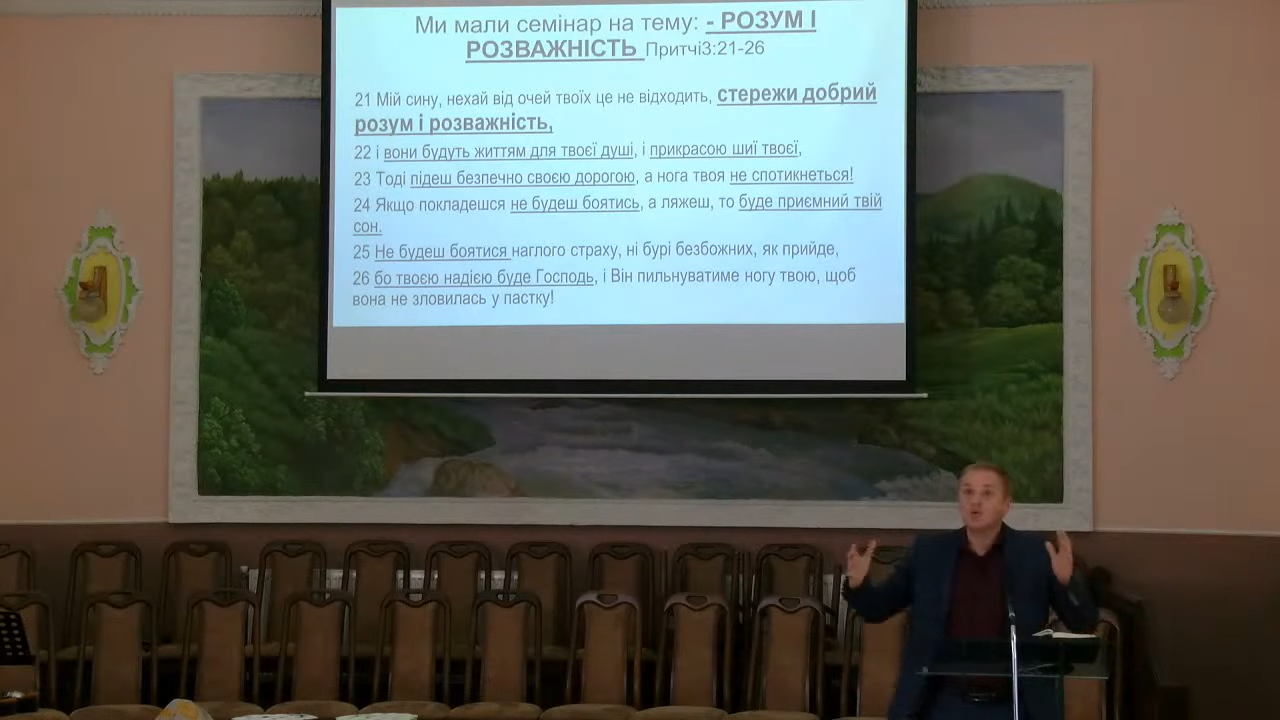 Ми мали семінар на тему: - РОЗУМ І
РОЗВАЖНІСТЬ Притчі3:21-26
21 Мій сину, нехай від очей твоїх це не відходить, стережи добрий
розум і розважність,
22 і вони будуть життям для твоєї душі, і прикрасою шиї твоєї,
23 Тоді підеш безпечно своєю дорогою, а нога твоя не спотикнеться!
24 Якщо покладешся не будеш боятись, а ляжеш, то буде приємний твій
сон.
25 Не будеш боятися наглого страху, ні бурі безбожних, як прийде,
26 бо твоєю надією буде Господь, і Він пильнуватиме ногу твою, щоб
вона не зловилась у пастку!